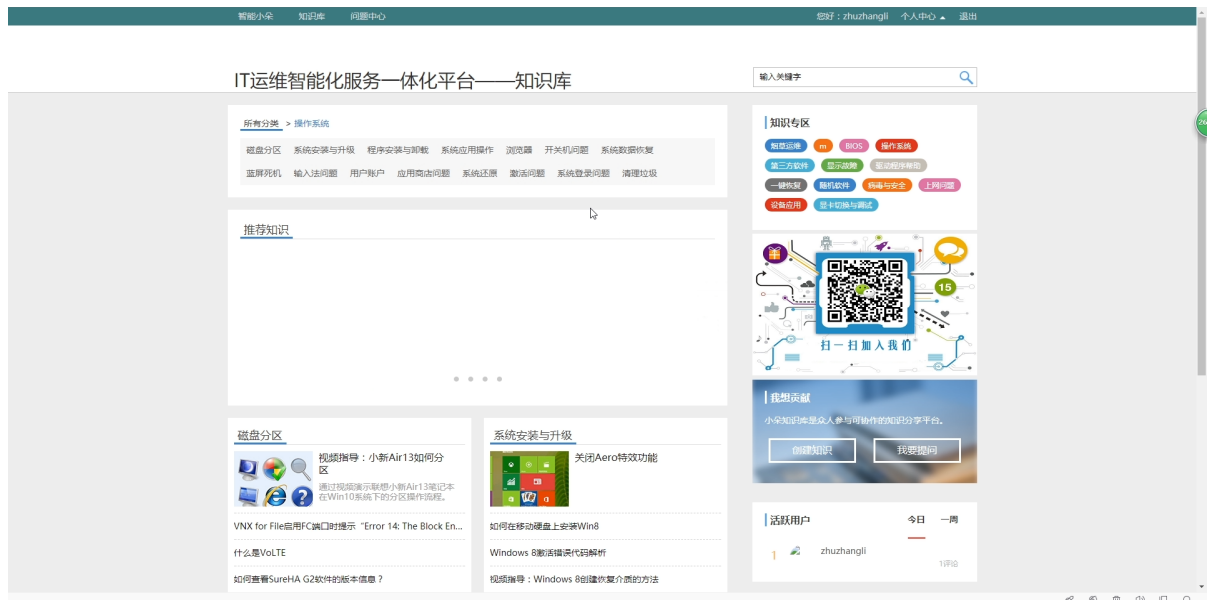 智能小朵 知识库 问题中心 您好：zhuzhangli 个人中心 退出
IT运维智能化服务一体化平台——知识库
输入关键字
所有分类 > 操作系统
磁盘分区 系统安装与升级 程序安装与卸载 系统应用操作 浏览器 开关机问题 系统数据恢复
蓝屏死机 输入法问题 用户账户 应用商店问题 系统还原 激活问题 系统登录问题 清理垃圾
知识专区
烟草运维 m BIOS 操作系统
第三方软件 显示故障 驱动程序帮助
一键恢复 随机软件 病毒与安全 上网问题
设备应用 显卡切换与调试
推荐知识
15
扫一扫加入我们
我想贡献
小朵知识库是众人参与可协作的知识分享平台。
创建知识 我要提问
磁盘分区
视频指导：小新Air13如何分区
通过视频演示联想小新Air13笔记本在Win10系统下的分区操作流程。
VNX for File启用FC端口时提示“Error 14: The Block En...
什么是VoLTE
如何查看SureHA G2软件的版本信息？
系统安装与升级
关闭Aero特效功能
如何在移动硬盘上安装Win8
Windows 8激活错误代码解析
视频指导：Windows 8创建恢复介质的方法
活跃用户 今日 一周
1 zhuzhangli
1评论